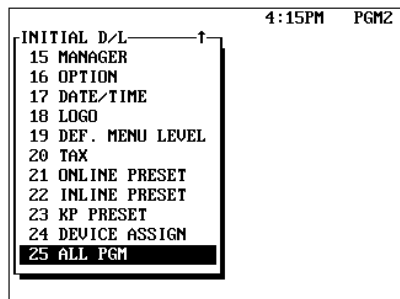 4:15PM PGM2
INITIAL D/L ↑
15 MANAGER
16 OPTION
17 DATE/TIME
18 LOGO
19 DEF. MENU LEVEL
20 TAX
21 ONLINE PRESET
22 INLINE PRESET
23 KP PRESET
24 DEVICE ASSIGN
25 ALL PGM